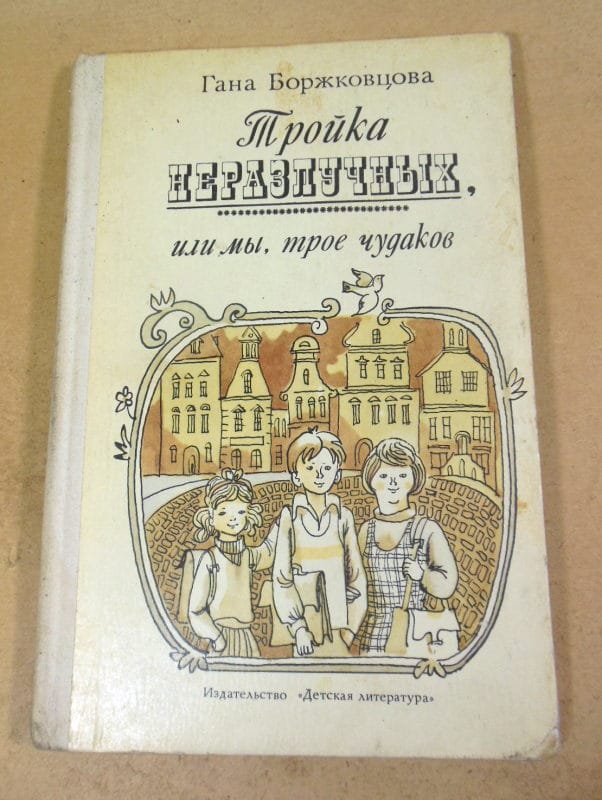 Гана Боржковцова
Тройка
НЕРАЗЛУЧНЫХ,
или мы, трое чудаков
Издательство «Детская литература»